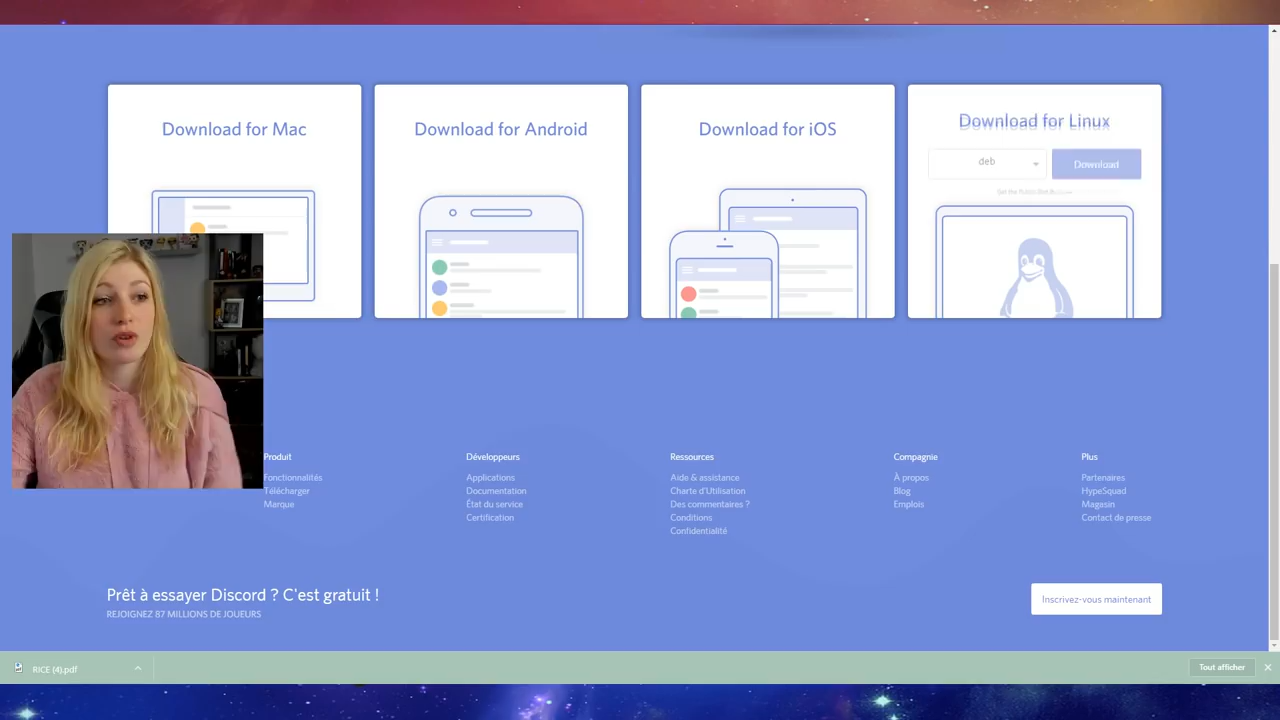 Download for Mac
Download for Android
Download for iOS
Download for Linux
deb
Download
Produit
Fonctionnalités
Télécharger
Marque
Développeurs
Applications
Documentation
État du service
Certification
Ressources
Aide & assistance
Charte d'Utilisation
Des commentaires ?
Conditions
Confidentialité
Compagnie
À propos
Blog
Emplois
Plus
Partenaires
HypeSquad
Magasin
Contact de presse
Prêt à essayer Discord ? C'est gratuit !
REJOIGNEZ 87 MILLIONS DE JOUEURS
Inscrivez-vous maintenant
RICE (4).pdf
Tout afficher